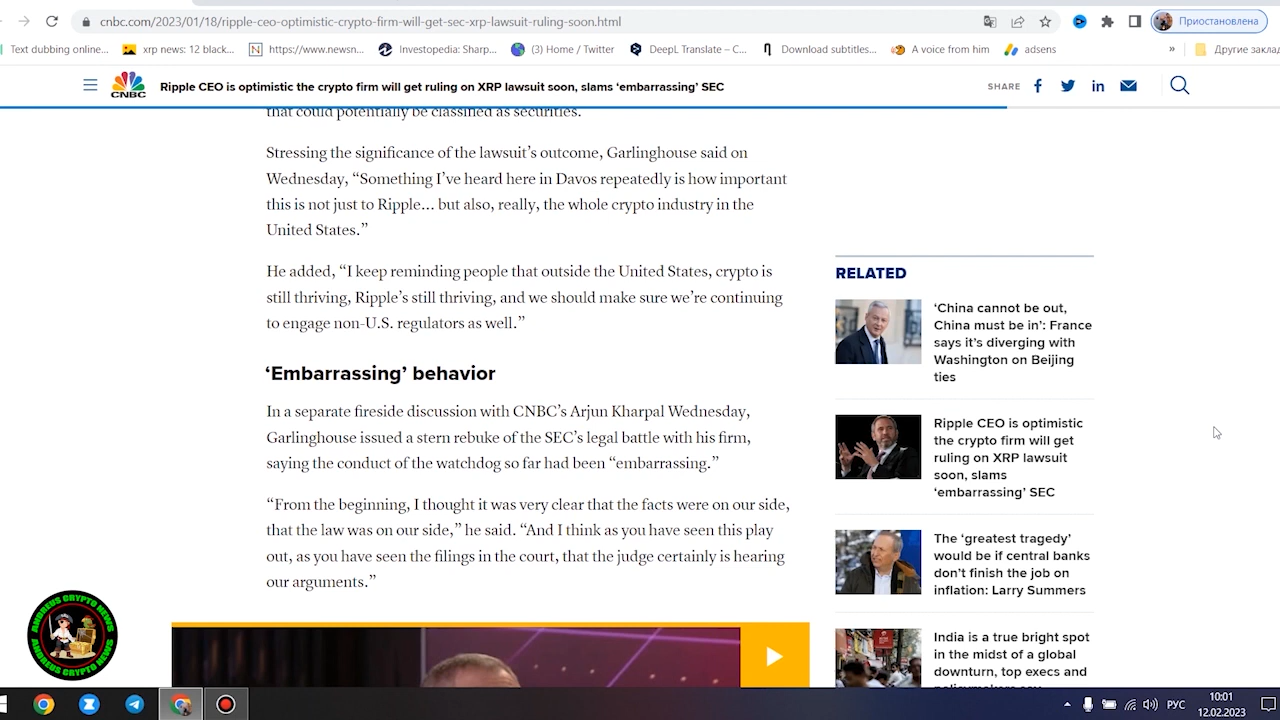 cnbc.com/2023/01/18/ripple-ceo-optimistic-crypto-firm-will-get-sec-xrp-lawsuit-ruling-soon.html
Приостановлена
Text dubbing online...
xrp news: 12 black...
https://www.newsn...
Investopedia: Sharp...
(3) Home / Twitter
DeepL Translate – C...
Download subtitles...
A voice from him
adsens
»
Другие заклад
CNBC
Ripple CEO is optimistic the crypto firm will get ruling on XRP lawsuit soon, slams ‘embarrassing’ SEC
SHARE
that could potentially be classified as securities.
Stressing the significance of the lawsuit’s outcome, Garlinghouse said on
Wednesday, “Something I’ve heard here in Davos repeatedly is how important
this is not just to Ripple… but also, really, the whole crypto industry in the
United States.”
He added, “I keep reminding people that outside the United States, crypto is
still thriving, Ripple’s still thriving, and we should make sure we’re continuing
to engage non-U.S. regulators as well.”
‘Embarrassing’ behavior
In a separate fireside discussion with CNBC’s Arjun Kharpal Wednesday,
Garlinghouse issued a stern rebuke of the SEC’s legal battle with his firm,
saying the conduct of the watchdog so far had been “embarrassing.”
“From the beginning, I thought it was very clear that the facts were on our side,
that the law was on our side,” he said. “And I think as you have seen this play
out, as you have seen the filings in the court, that the judge certainly is hearing
our arguments.”
RELATED
‘China cannot be out,
China must be in’: France
says it’s diverging with
Washington on Beijing
ties
Ripple CEO is optimistic
the crypto firm will get
ruling on XRP lawsuit
soon, slams
‘embarrassing’ SEC
The ‘greatest tragedy’
would be if central banks
don’t finish the job on
inflation: Larry Summers
India is a true bright spot
in the midst of a global
downturn, top execs and
ANDREUS CRYPTO NEWS
ANDREUS CRYPTO NEWS
РУС
10:01
12.02.2023